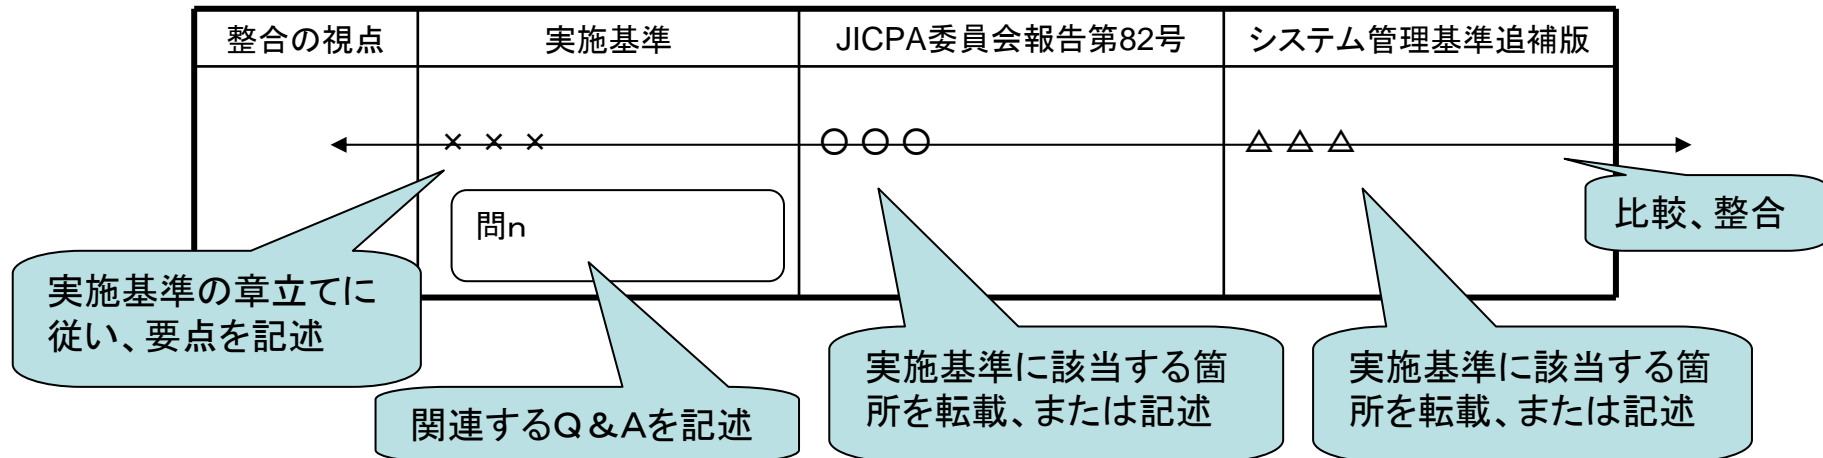 整合の視点
実施基準
JICPA委員会報告第82号
システム管理基準追補版
× × ×
○○○
△ △ △
問n
比較、整合
実施基準の章立てに
従い、要点を記述
関連するＱ＆Ａを記述
実施基準に該当する箇
所を転載、または記述
実施基準に該当する箇
所を転載、または記述